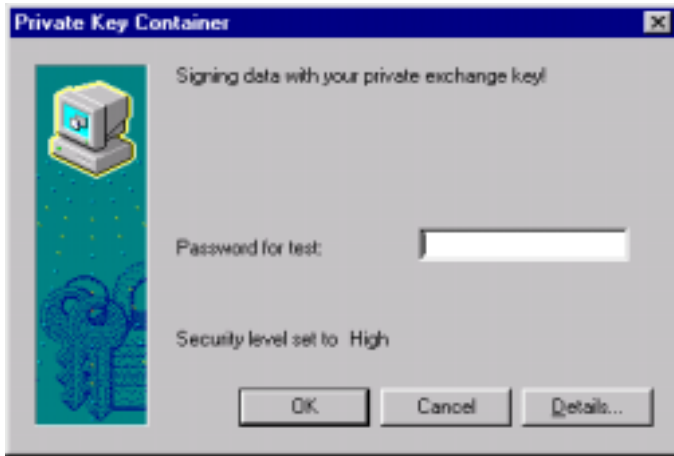 Private Key Container
Signing data with your private exchange key!
Password for test:
Security level set to High
OK Cancel Details...